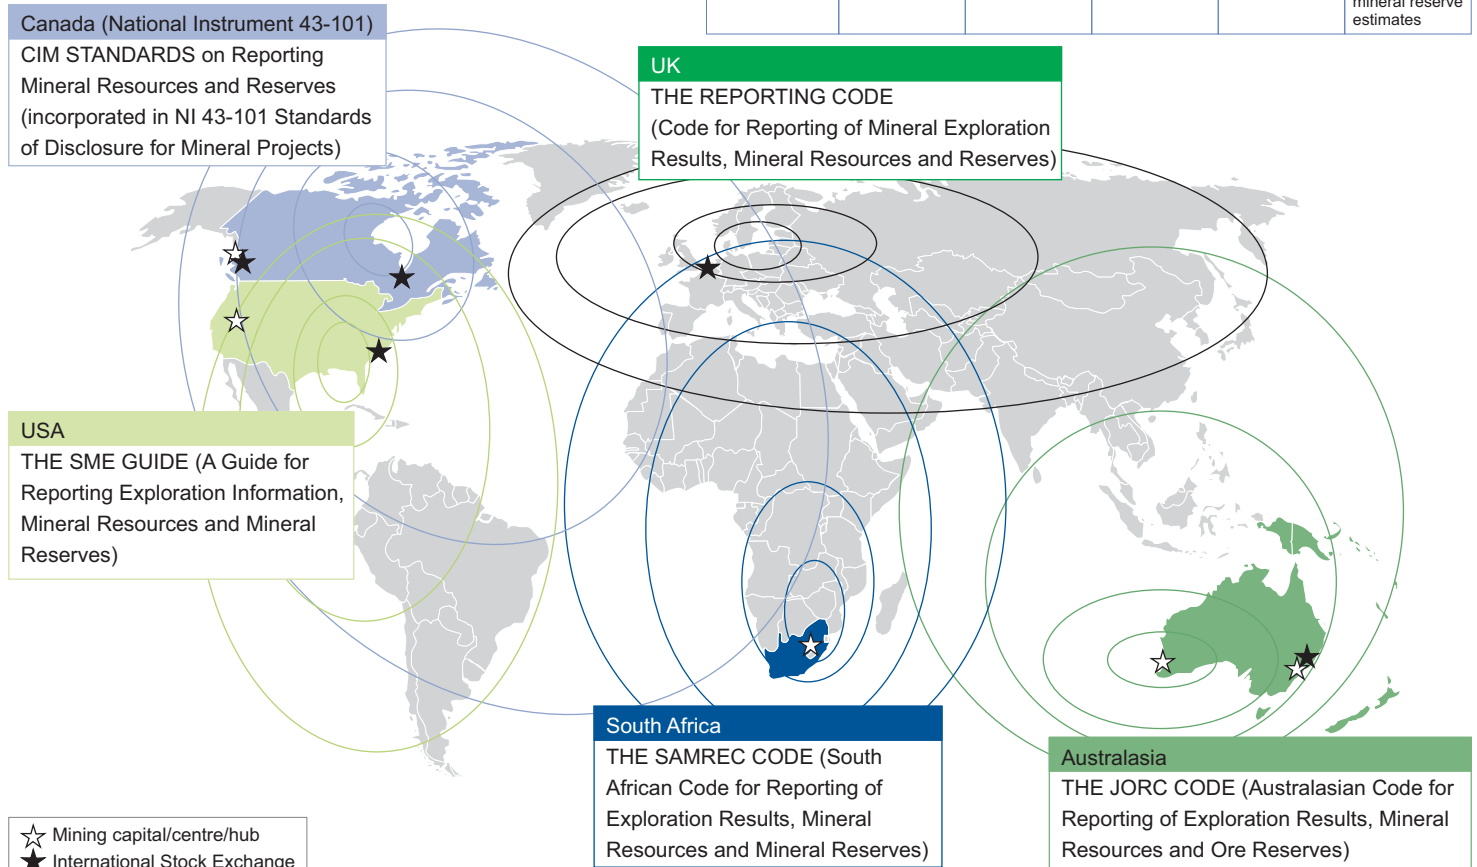 mineral reserve
estimates
Canada (National Instrument 43-101)
CIM STANDARDS on Reporting
Mineral Resources and Reserves
(incorporated in NI 43-101 Standards
of Disclosure for Mineral Projects)
UK
THE REPORTING CODE
(Code for Reporting of Mineral Exploration
Results, Mineral Resources and Reserves)
USA
THE SME GUIDE (A Guide for
Reporting Exploration Information,
Mineral Resources and Mineral
Reserves)
South Africa
THE SAMREC CODE (South
African Code for Reporting of
Exploration Results, Mineral
Resources and Mineral Reserves)
Australasia
THE JORC CODE (Australasian Code for
Reporting of Exploration Results, Mineral
Resources and Ore Reserves)
Mining capital/centre/hub
International Stock Exchange